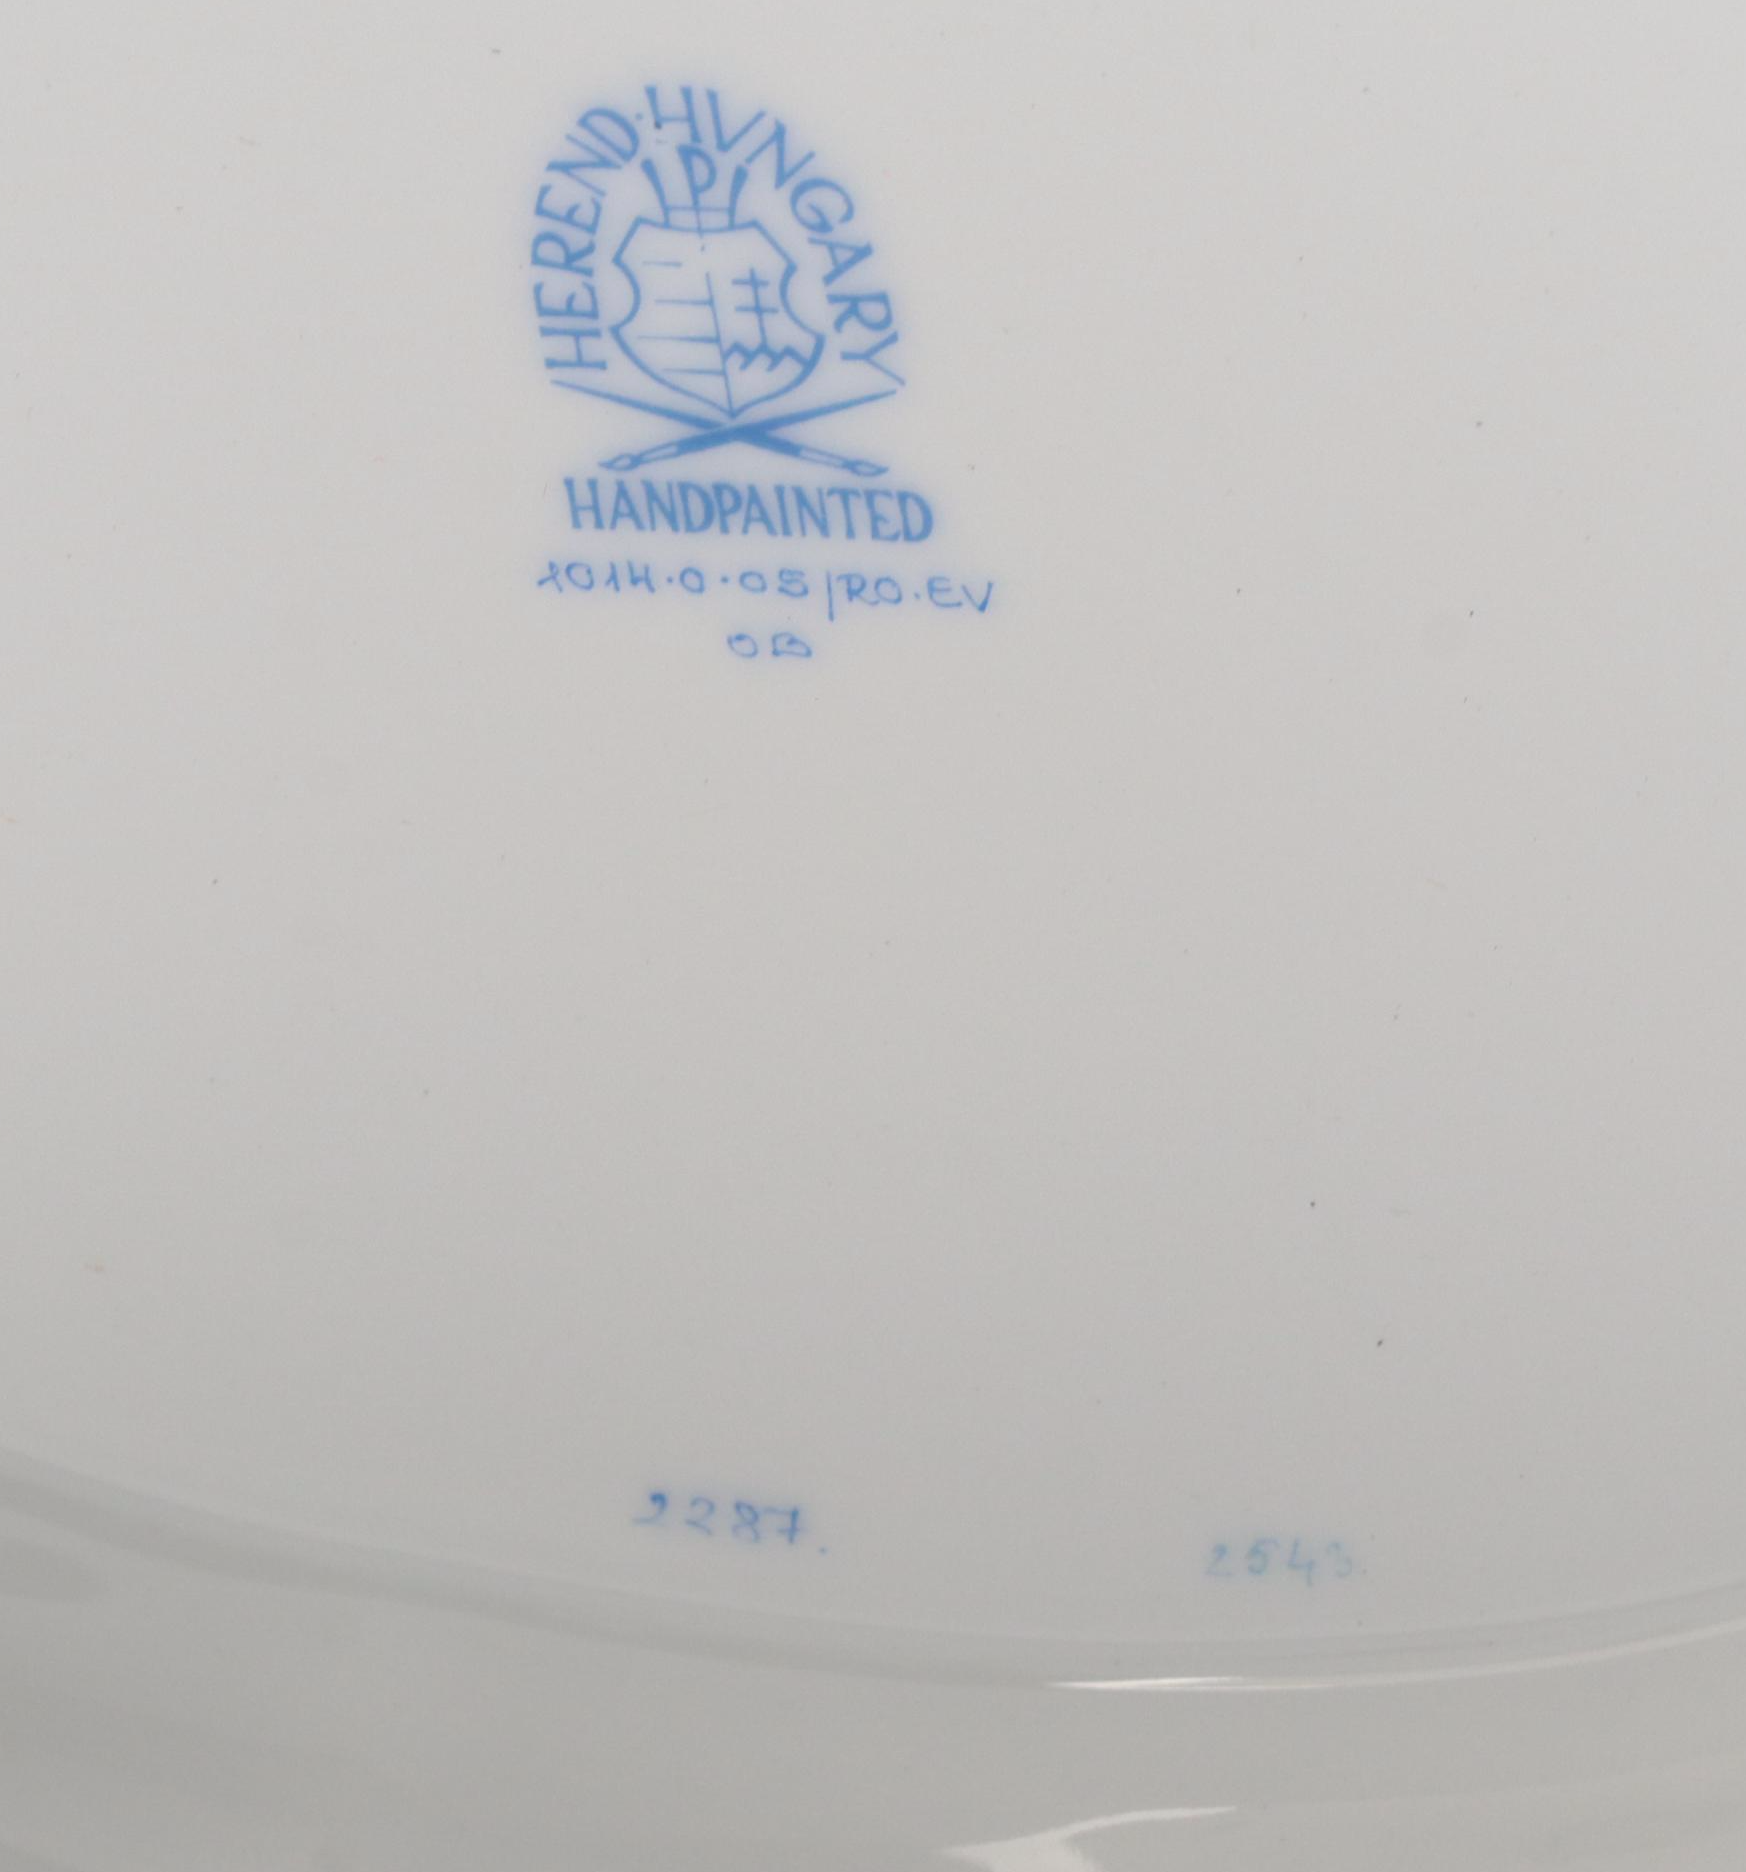 HEREND·HVNGARY
P
HANDPAINTED
1014·0·05/RO.EV
OB
2287.
2543.